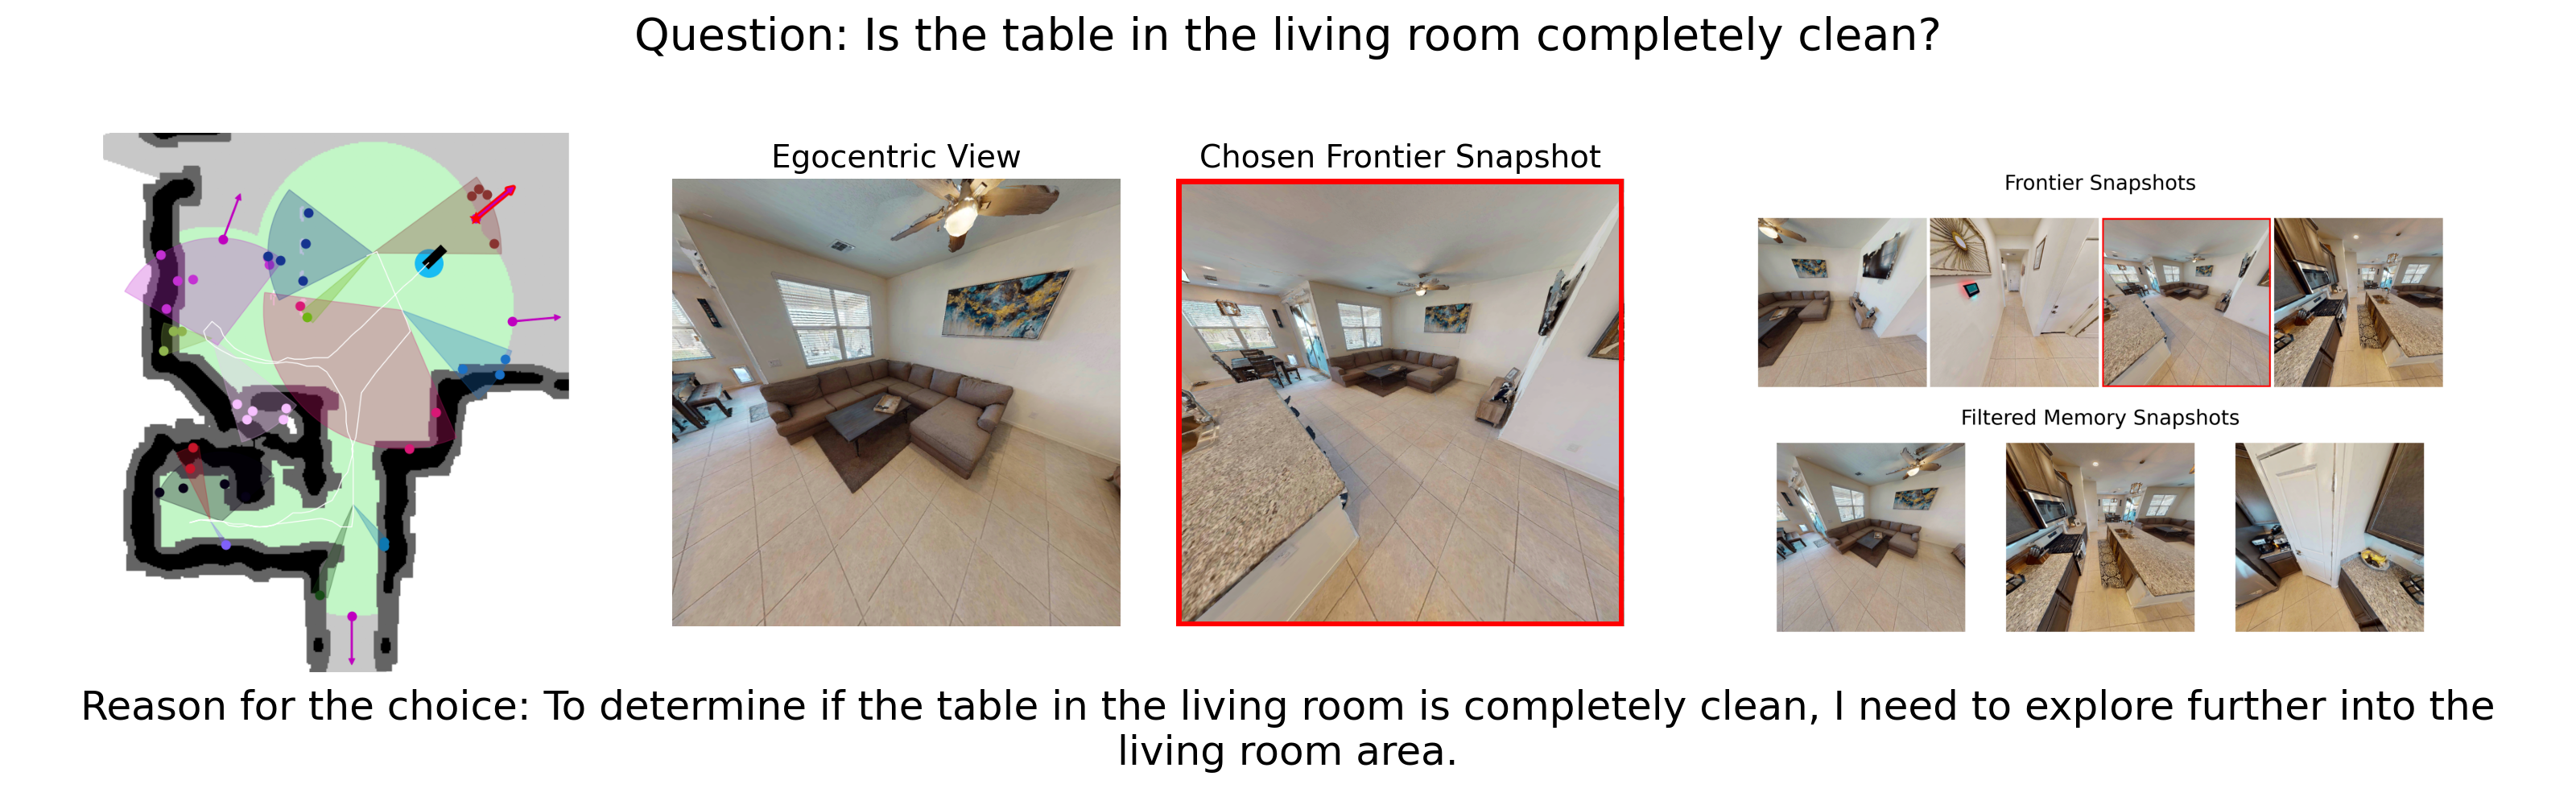 Question: Is the table in the living room completely clean?
Egocentric View
Chosen Frontier Snapshot
Frontier Snapshots
Filtered Memory Snapshots
Reason for the choice: To determine if the table in the living room is completely clean, I need to explore further into the
living room area.